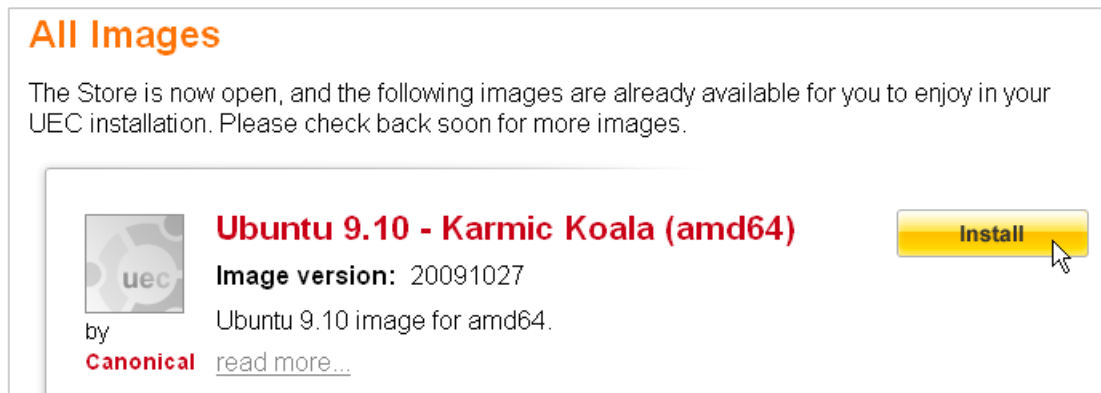 All Images
The Store is now open, and the following images are already available for you to enjoy in your
UEC installation. Please check back soon for more images.
Ubuntu 9.10 - Karmic Koala (amd64)
Install
uec
Image version: 20091027
by
Ubuntu 9.10 image for amd64.
Canonical
read more...